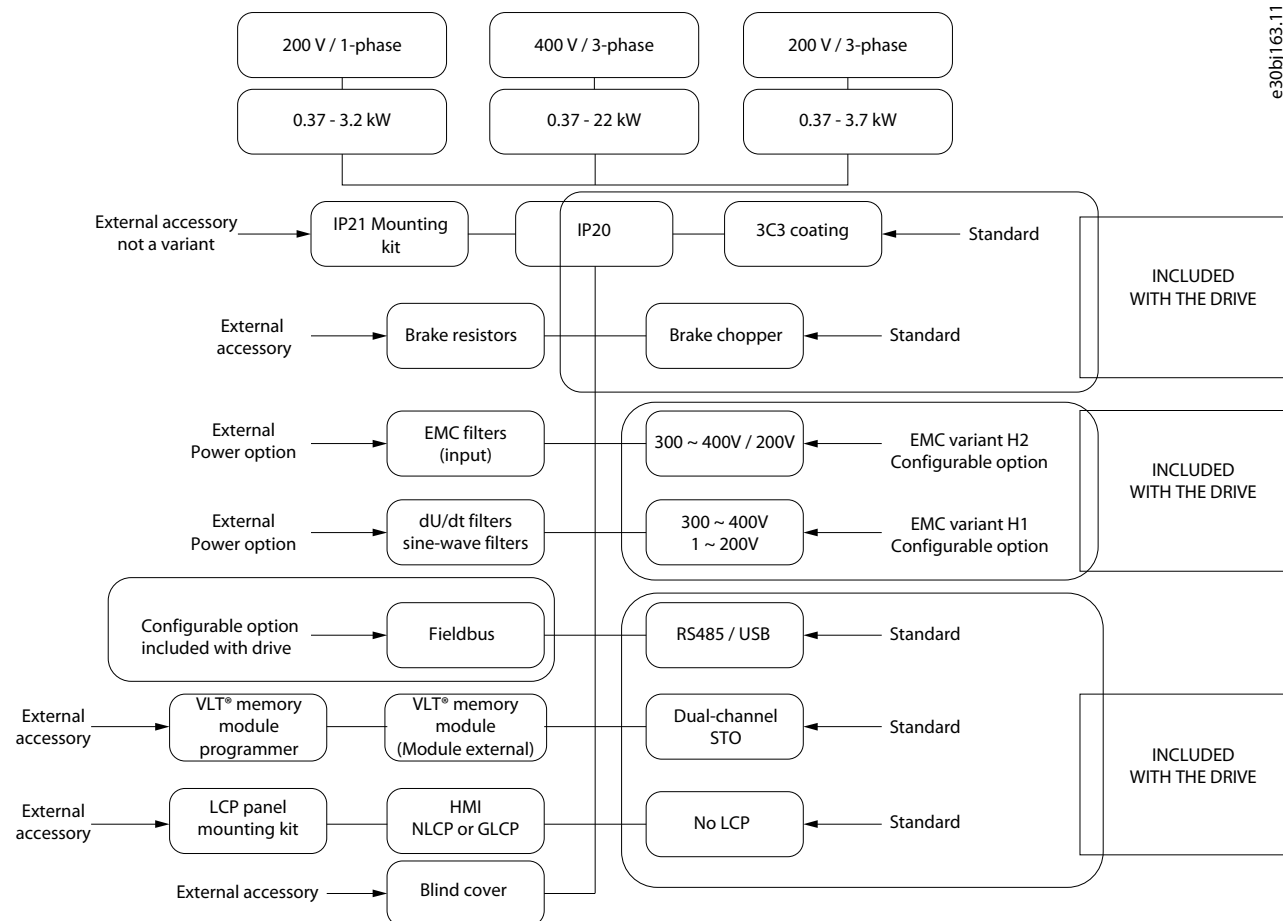 e30bi163.11
200 V / 1-phase
400 V / 3-phase
200 V / 3-phase
0.37 - 3.2 kW
0.37 - 22 kW
0.37 - 3.7 kW
External accessory
not a variant
IP21 Mounting
kit
IP20
3C3 coating
Standard
INCLUDED
WITH THE DRIVE
External
accessory
Brake resistors
Brake chopper
Standard
External
Power option
EMC filters
(input)
300 ~ 400V / 200V
EMC variant H2
Configurable option
INCLUDED
WITH THE DRIVE
External
Power option
dU/dt filters
sine-wave filters
300 ~ 400V
1 ~ 200V
EMC variant H1
Configurable option
Configurable option
included with drive
Fieldbus
RS485 / USB
Standard
External
accessory
VLT® memory
module
programmer
VLT® memory
module
(Module external)
Dual-channel
STO
Standard
INCLUDED
WITH THE DRIVE
External
accessory
LCP panel
mounting kit
HMI
NLCP or GLCP
No LCP
Standard
External accessory
Blind cover